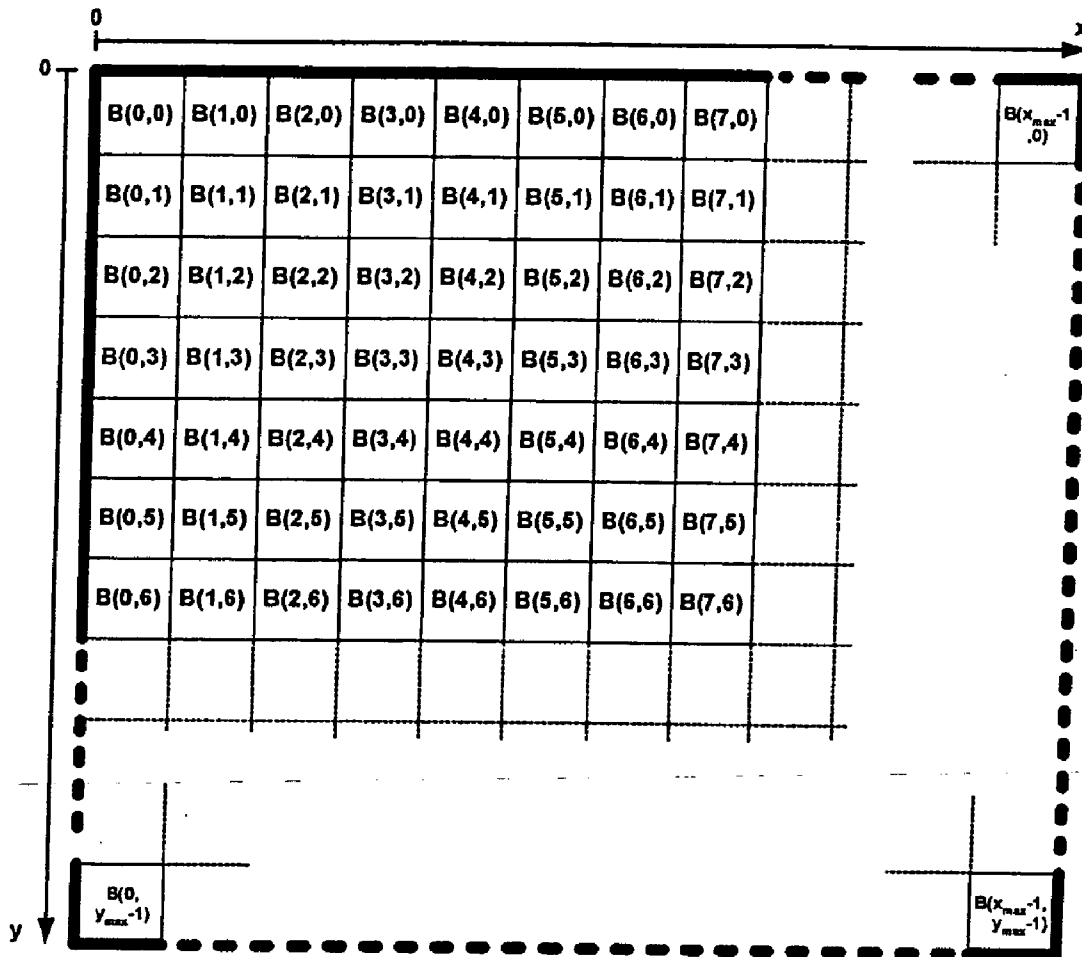 0
x
0
B(0,0) B(1,0) B(2,0) B(3,0) B(4,0) B(5,0) B(6,0) B(7,0)
B(xmax-1
,0)
B(0,1) B(1,1) B(2,1) B(3,1) B(4,1) B(5,1) B(6,1) B(7,1)
B(0,2) B(1,2) B(2,2) B(3,2) B(4,2) B(5,2) B(6,2) B(7,2)
B(0,3) B(1,3) B(2,3) B(3,3) B(4,3) B(5,3) B(6,3) B(7,3)
B(0,4) B(1,4) B(2,4) B(3,4) B(4,4) B(5,4) B(6,4) B(7,4)
B(0,5) B(1,5) B(2,5) B(3,5) B(4,5) B(5,5) B(6,5) B(7,5)
B(0,6) B(1,6) B(2,6) B(3,6) B(4,6) B(5,6) B(6,6) B(7,6)
B(0,
ymax-1)
B(xmax-1,
ymax-1)
y